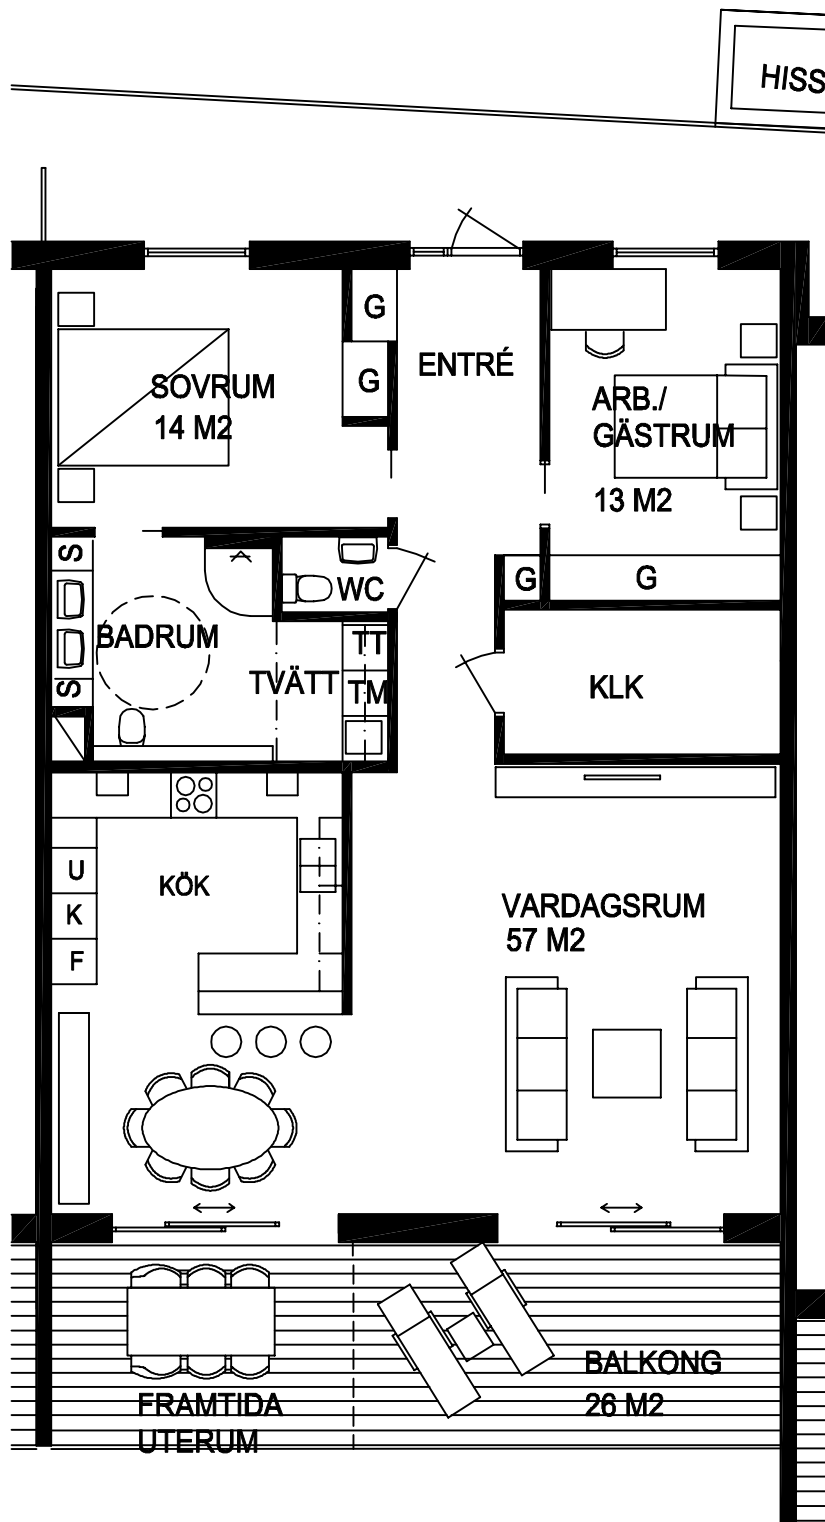 HISS
G
ENTRÉ
G
SOVRUM
14 M2
ARB./
GÄSTRUM
13 M2
S
WC
G
G
BADRUM
TT
TVÄTT
TM
S
KLK
U
KÖK
K
F
VARDAGSRUM
57 M2
BALKONG
26 M2
FRAMTIDA
UTERUM